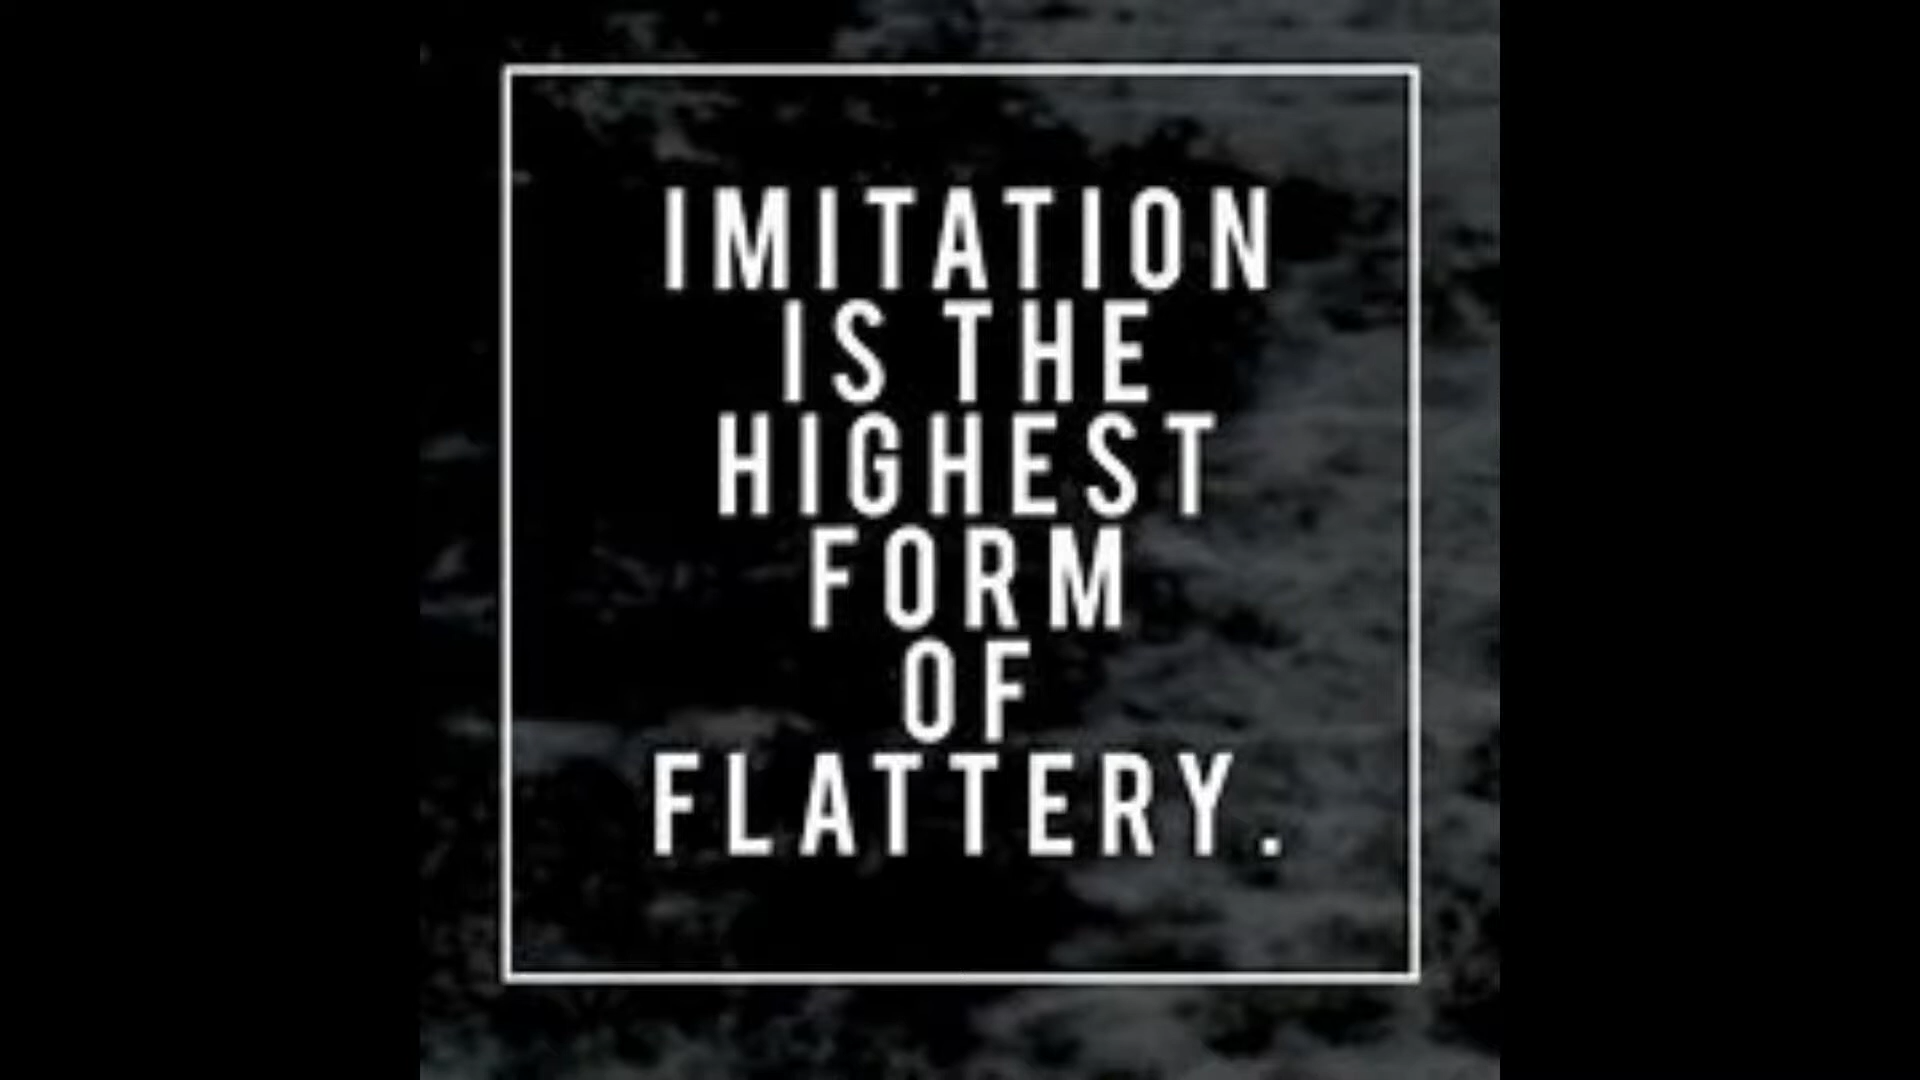 IMITATION
IS THE
HIGHEST
FORM
OF
FLATTERY.